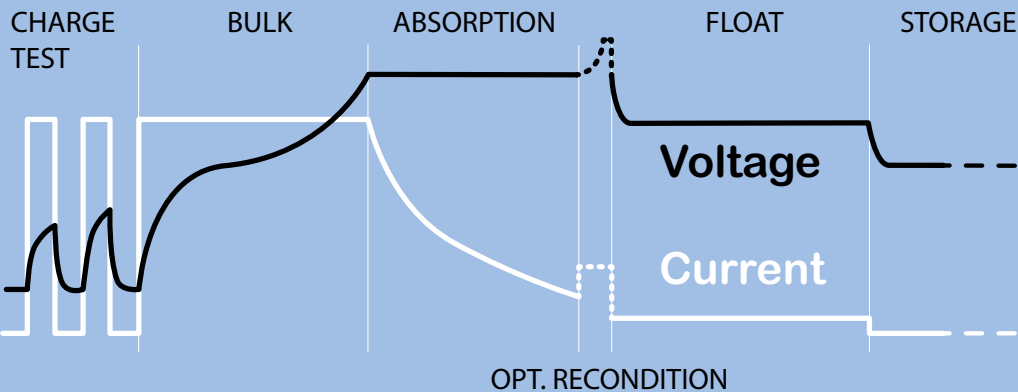 CHARGE
TEST
BULK
ABSORPTION
FLOAT
STORAGE
Voltage
Current
OPT. RECONDITION